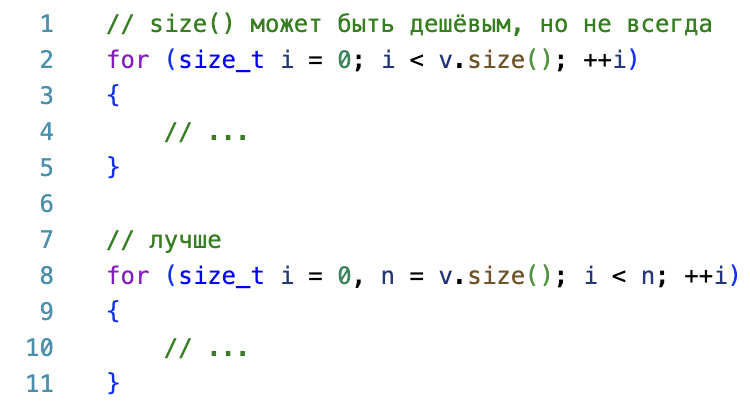 1 // size() может быть дешёвым, но не всегда
2 for (size_t i = 0; i < v.size(); ++i)
3 {
4     // ...
5 }
6
7 // лучше
8 for (size_t i = 0, n = v.size(); i < n; ++i)
9 {
10     // ...
11 }